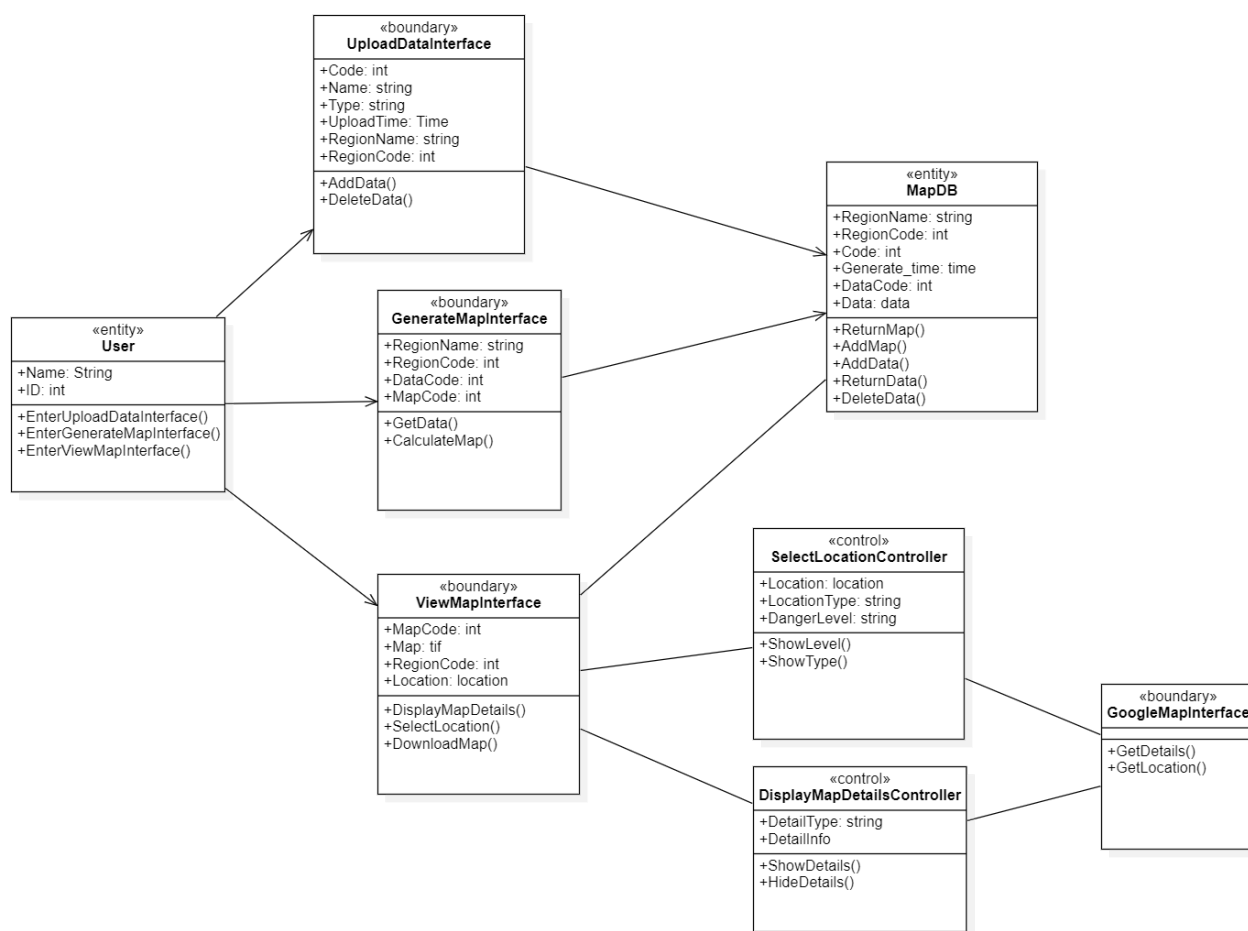 «boundary»
UploadDataInterface
+Code: int
+Name: string
+Type: string
+UploadTime: Time
+RegionName: string
+RegionCode: int
+AddData()
+DeleteData()
«entity»
MapDB
+RegionName: string
+RegionCode: int
+Code: int
+Generate_time: time
+DataCode: int
+Data: data
+ReturnMap()
+AddMap()
+AddData()
+ReturnData()
+DeleteData()
«boundary»
GenerateMapInterface
+RegionName: string
+RegionCode: int
+DataCode: int
+MapCode: int
+GetData()
+CalculateMap()
«entity»
User
+Name: String
+ID: int
+EnterUploadDataInterface()
+EnterGenerateMapInterface()
+EnterViewMapInterface()
«boundary»
ViewMapInterface
+MapCode: int
+Map: tif
+RegionCode: int
+Location: location
+DisplayMapDetails()
+SelectLocation()
+DownloadMap()
«control»
SelectLocationController
+Location: location
+LocationType: string
+DangerLevel: string
+ShowLevel()
+ShowType()
«boundary»
GoogleMapInterface
+GetDetails()
+GetLocation()
«control»
DisplayMapDetailsController
+DetailType: string
+DetailInfo
+ShowDetails()
+HideDetails()